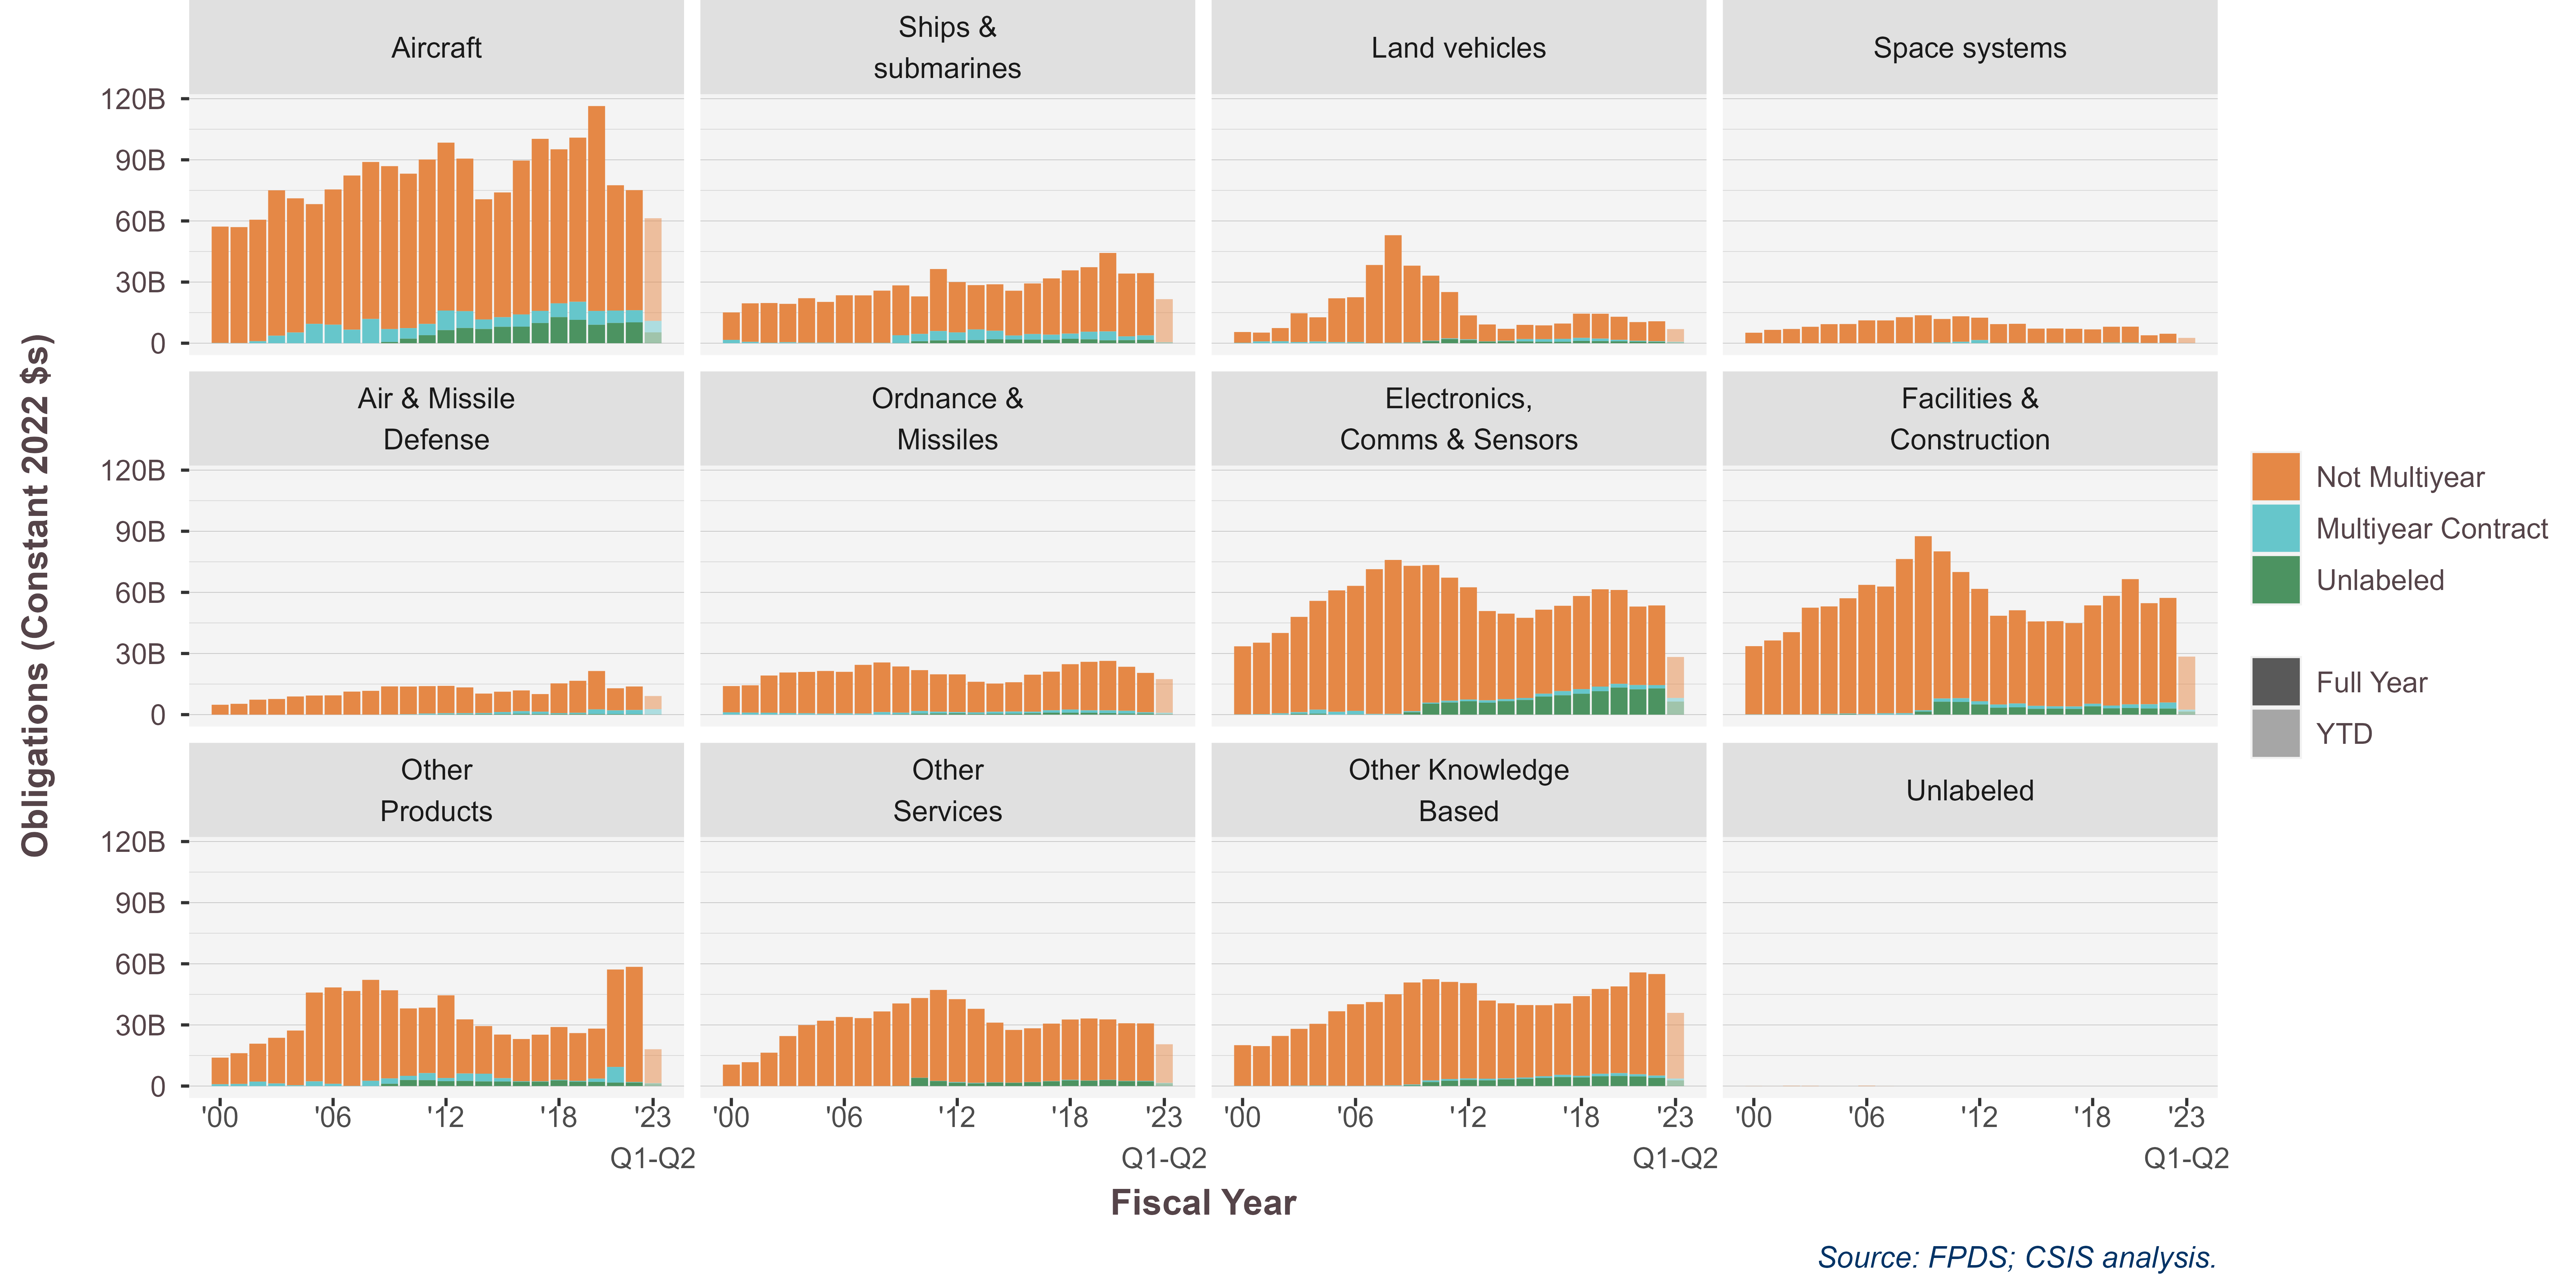 Aircraft
Ships &
submarines
Land vehicles
Space systems
120B
90B
60B
30B
0
Air & Missile
Defense
Ordnance &
Missiles
Electronics,
Comms & Sensors
Facilities &
Construction
120B
90B
60B
30B
0
Other
Products
Other
Services
Other Knowledge
Based
Unlabeled
120B
90B
60B
30B
0
'00 '06 '12 '18 '23
Q1-Q2
'00 '06 '12 '18 '23
Q1-Q2
'00 '06 '12 '18 '23
Q1-Q2
'00 '06 '12 '18 '23
Q1-Q2
Obligations (Constant 2022 $s)
Fiscal Year
Not Multiyear
Multiyear Contract
Unlabeled
Full Year
YTD
Source: FPDS; CSIS analysis.